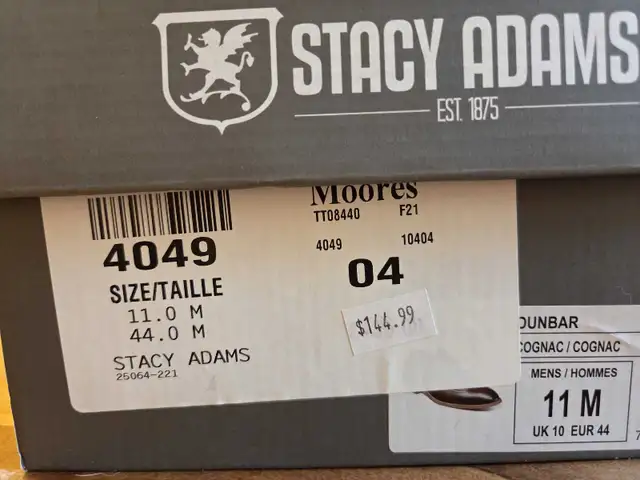 STACY ADAMS
EST. 1875
4049
SIZE/TAILLE
11.0 M
44.0 M
STACY ADAMS
25064-221
Moores
TT08440 F21
4049 10404
04
$144.99
DUNBAR
COGNAC / COGNAC
MENS / HOMMES
11 M
UK 10 EUR 44
7